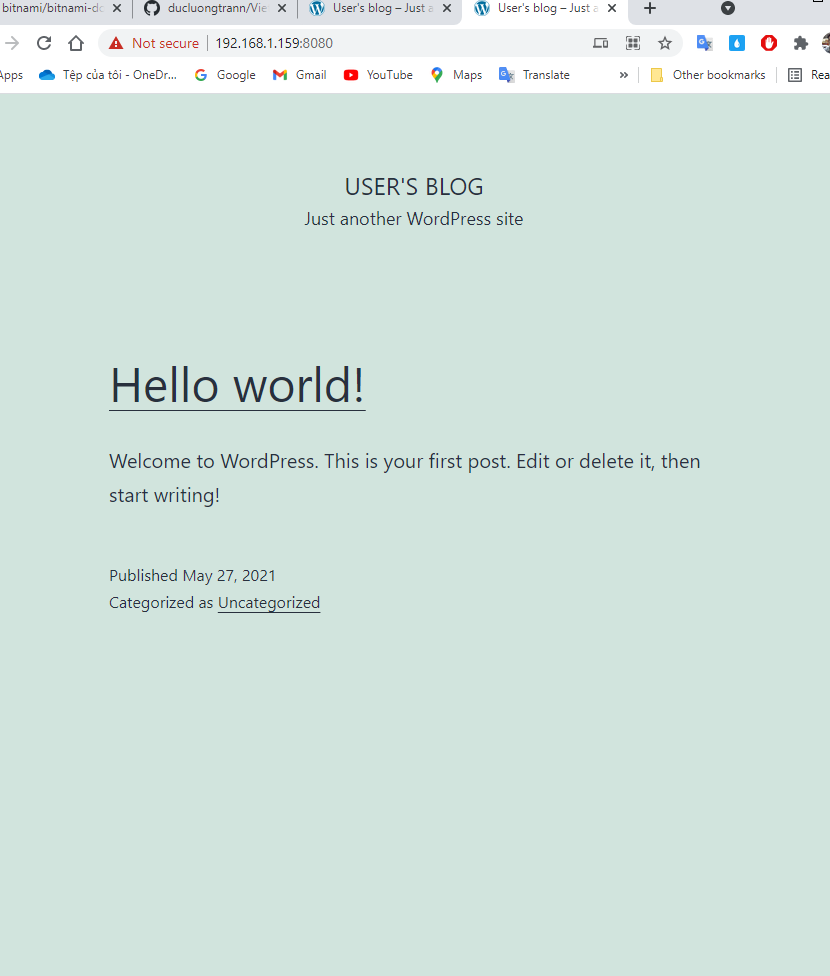 bitnami/bitnami-do
ducluongtrann/Vie
User's blog – Just a
User's blog – Just a
Not secure
192.168.1.159:8080
Apps
Tệp của tôi - OneDr...
Google
Gmail
YouTube
Maps
Translate
»
Other bookmarks
Rea
USER'S BLOG
Just another WordPress site
Hello world!
Welcome to WordPress. This is your first post. Edit or delete it, then
start writing!
Published May 27, 2021
Categorized as Uncategorized